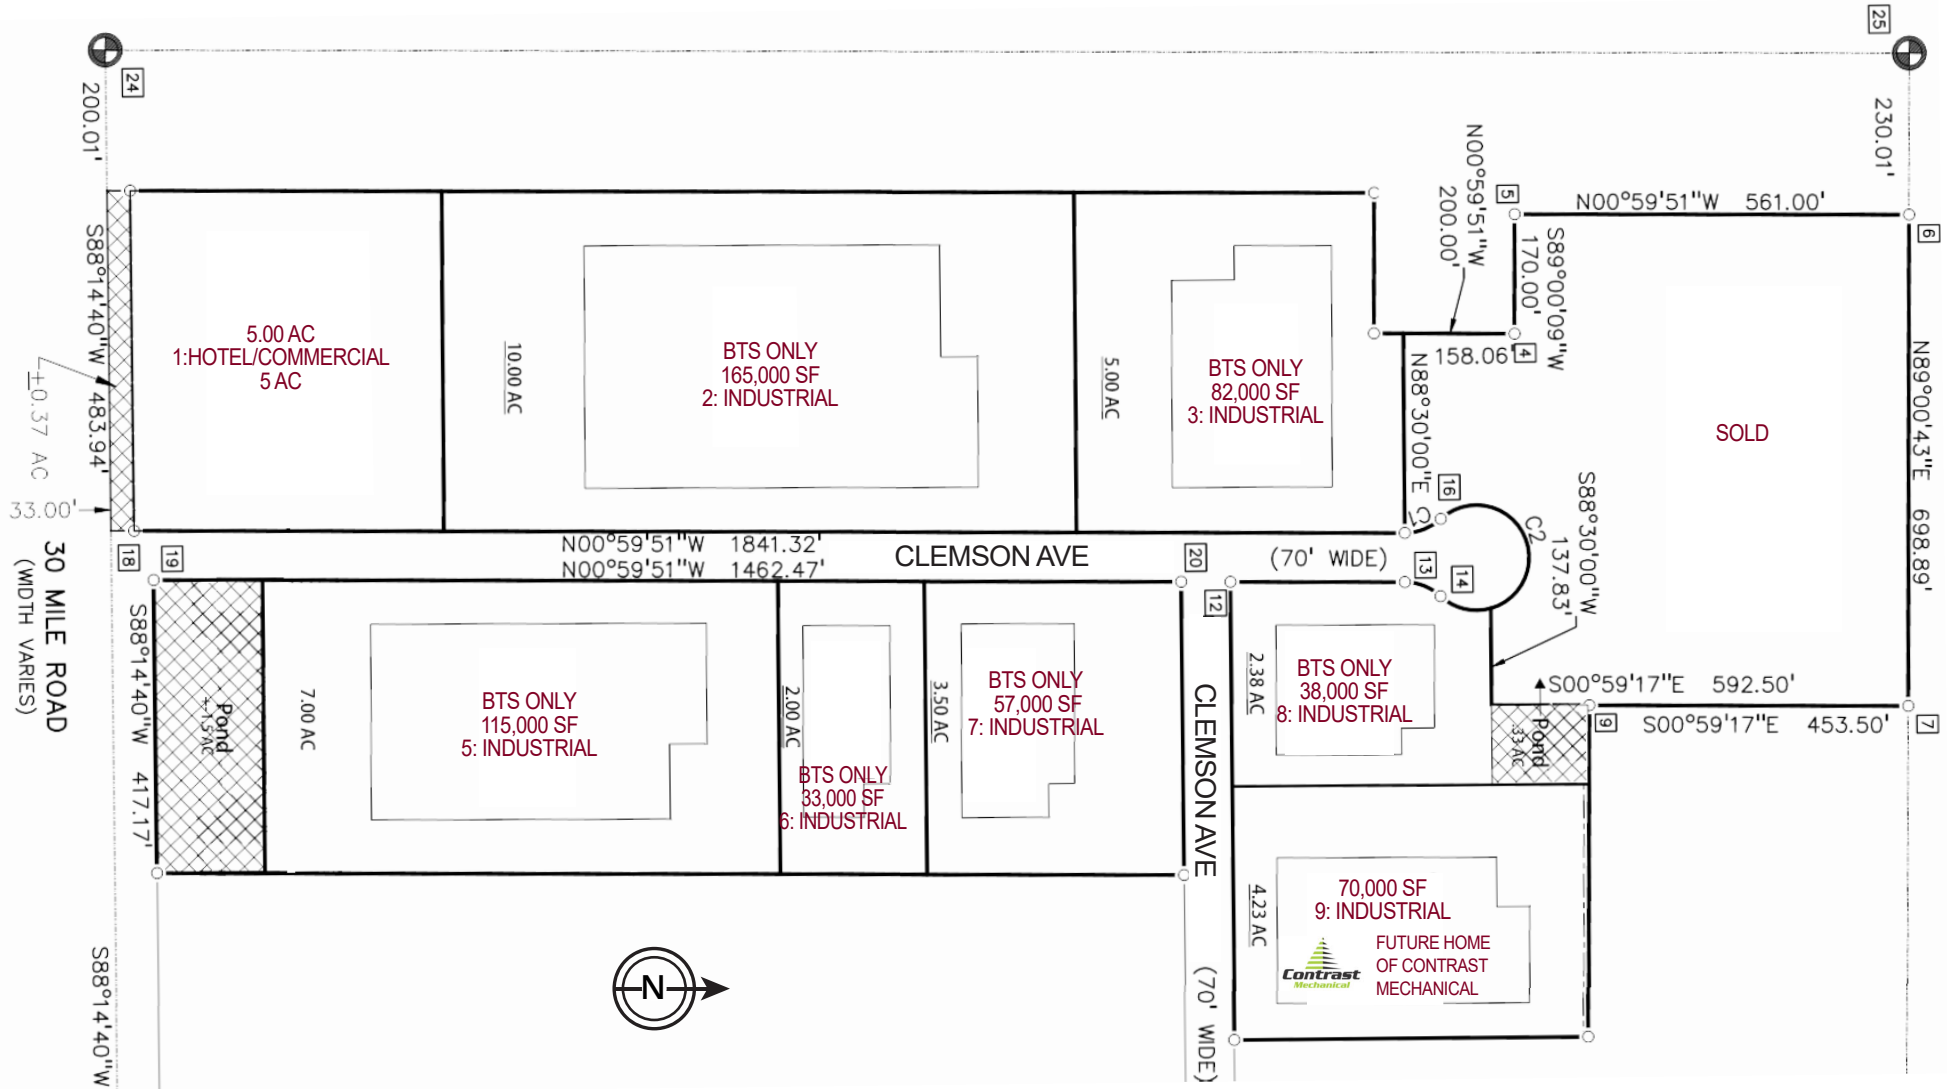 25
24
200.01'
230.01'
N00°59'51"W
200.00'
5
N00°59'51"W 561.00'
6
S89°00'09"W
170.00'
158.06'
4
N88°30'00"E
S88°14'40"W 483.94'
±0.37 AC
33.00'
5.00 AC
1:HOTEL/COMMERCIAL
5 AC
10.00 AC
BTS ONLY
165,000 SF
2: INDUSTRIAL
5.00 AC
BTS ONLY
82,000 SF
3: INDUSTRIAL
SOLD
N89°00'43"E 698.89'
16
C2
S88°30'00"W
137.83'
18
19
N00°59'51"W 1841.32'
N00°59'51"W 1462.47'
CLEMSON AVE
20
(70' WIDE)
13
14
12
30 MILE ROAD
(WIDTH VARIES)
S88°14'40"W 417.17'
Pond
+-1.5 AC
7.00 AC
BTS ONLY
115,000 SF
5: INDUSTRIAL
2.00 AC
BTS ONLY
33,000 SF
6: INDUSTRIAL
3.50 AC
BTS ONLY
57,000 SF
7: INDUSTRIAL
CLEMSON AVE
(70' WIDE)
2.38 AC
BTS ONLY
38,000 SF
8: INDUSTRIAL
S00°59'17"E 592.50'
9
S00°59'17"E 453.50'
7
Pond
.33 AC
4.23 AC
70,000 SF
9: INDUSTRIAL
FUTURE HOME
OF CONTRAST
MECHANICAL
Contrast
Mechanical
N
S88°14'40"W